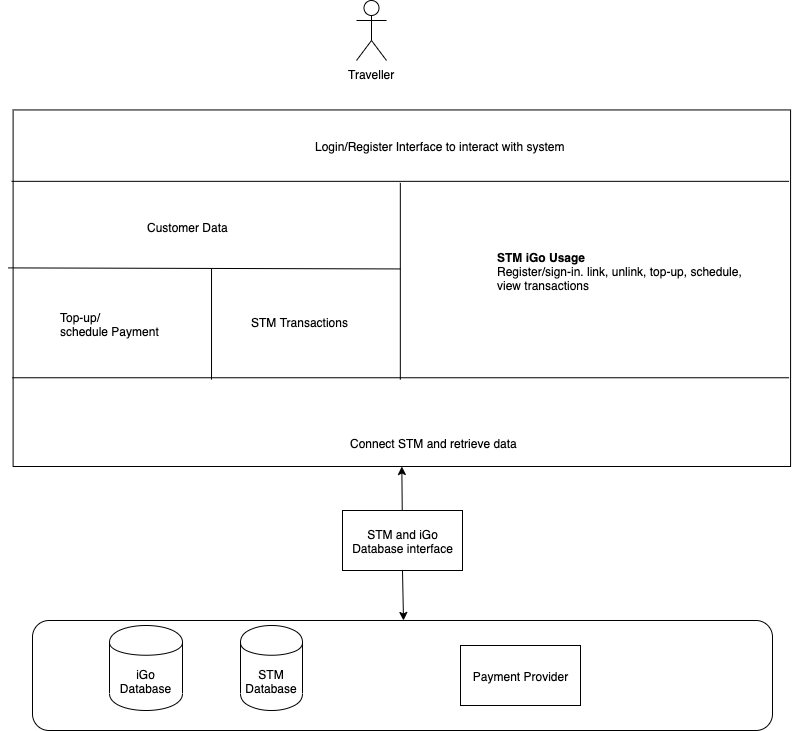 Traveller
Login/Register Interface to interact with system
Customer Data
STM iGo Usage
Register/sign-in. link, unlink, top-up, schedule,
view transactions
Top-up/
schedule Payment
STM Transactions
Connect STM and retrieve data
STM and iGo
Database interface
iGo
Database
STM
Database
Payment Provider